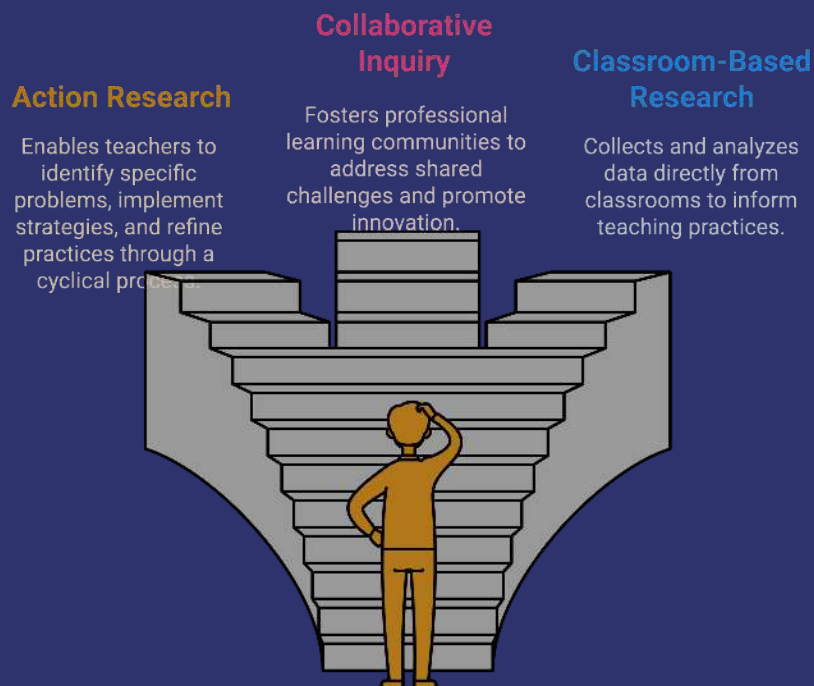 Collaborative
Inquiry
Fosters professional
learning communities to
address shared
challenges and promote
innovation.
Action Research
Enables teachers to
identify specific
problems, implement
strategies, and refine
practices through a
cyclical process.
Classroom-Based
Research
Collects and analyzes
data directly from
classrooms to inform
teaching practices.